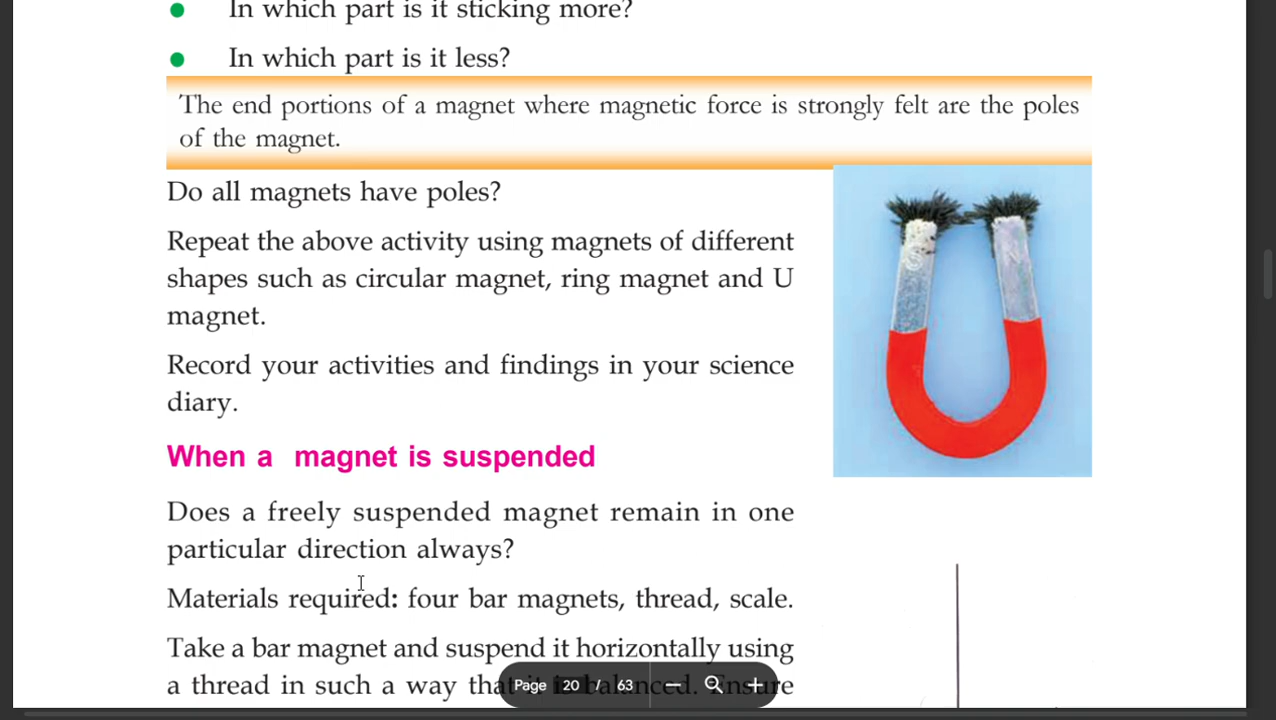 In which part is it sticking more?
In which part is it less?
The end portions of a magnet where magnetic force is strongly felt are the poles
of the magnet.
Do all magnets have poles?
Repeat the above activity using magnets of different
shapes such as circular magnet, ring magnet and U
magnet.
Record your activities and findings in your science
diary.
When a magnet is suspended
Does a freely suspended magnet remain in one
particular direction always?
Materials required: four bar magnets, thread, scale.
Take a bar magnet and suspend it horizontally using
a thread in such a way that it is balanced. Ensure
Page 20 / 63